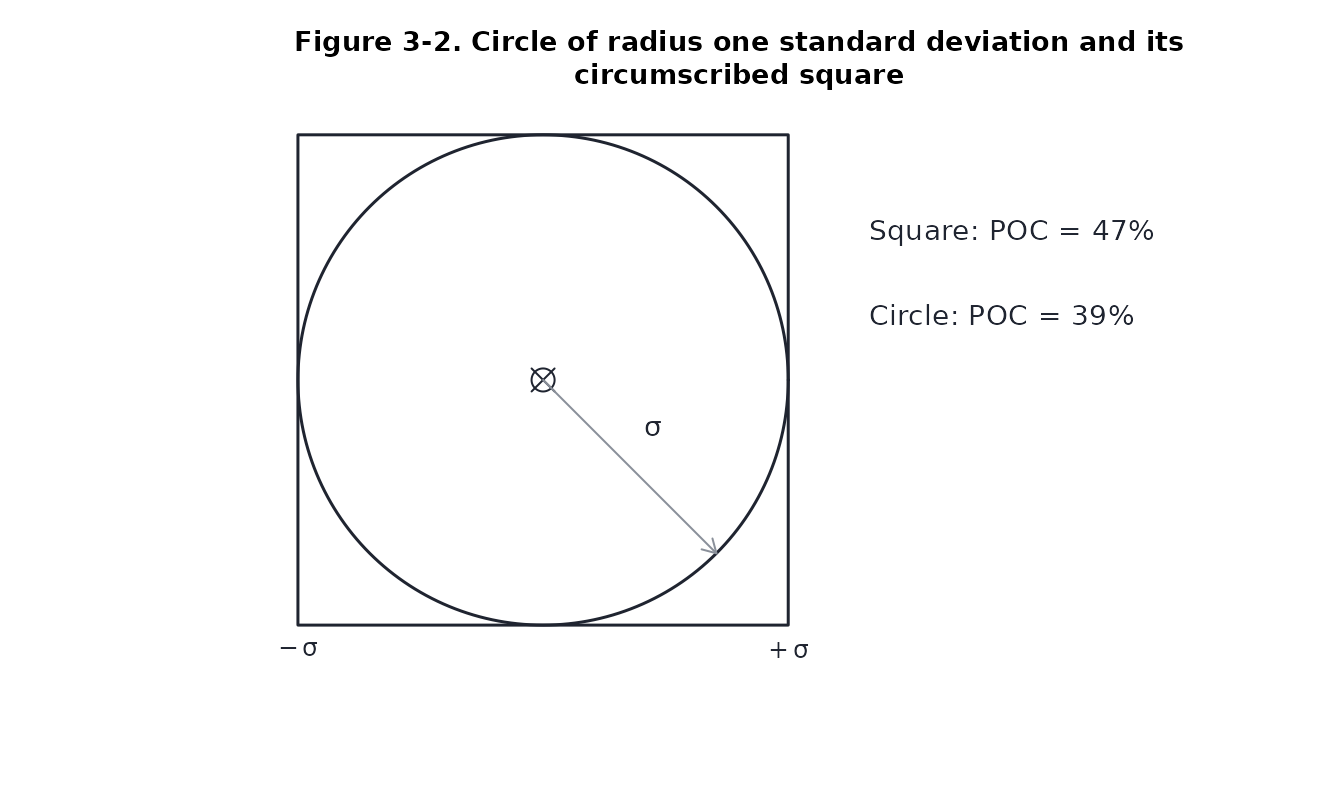 Figure 3-2. Circle of radius one standard deviation and its
circumscribed square
Square: POC = 47%
Circle: POC = 39%
σ
−σ
+σ